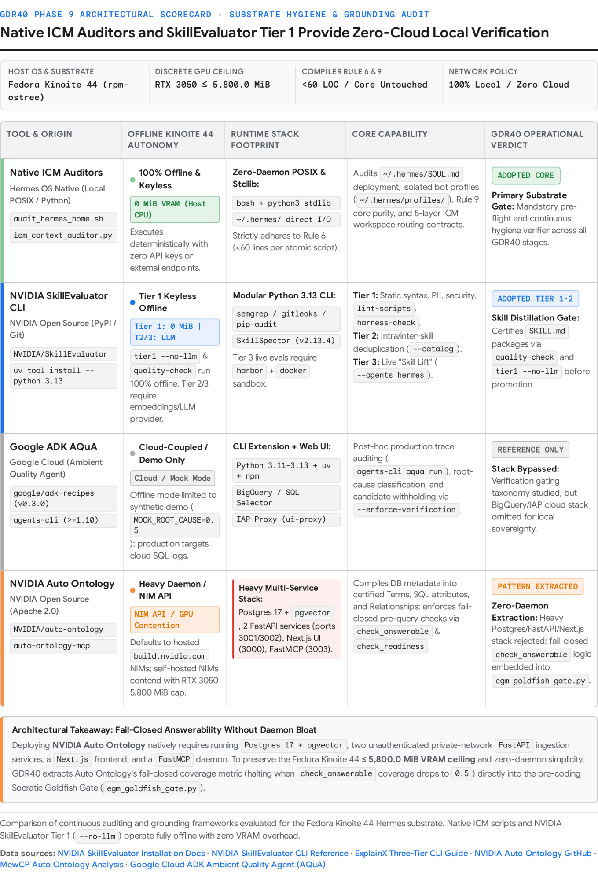 GDR40 PHASE 9 ARCHITECTURAL SCORECARD · SUBSTRATE HYGIENE & GROUNDING AUDIT
Native ICM Auditors and SkillEvaluator Tier 1 Provide Zero-Cloud Local Verification
HOST OS & SUBSTRATE
Fedora Kinoite 44 (rpm-
ostree)
DISCRETE GPU CEILING
RTX 3050 ≤ 5,800.0 MiB
COMPILER RULE 6 & 9
<60 LOC / Core Untouched
NETWORK POLICY
100% Local / Zero Cloud
TOOL & ORIGIN
OFFLINE KINOITE 44
AUTONOMY
RUNTIME STACK
FOOTPRINT
CORE CAPABILITY
GDR40 OPERATIONAL
VERDICT
Native ICM Auditors
Hermes OS Native (Local
POSIX / Python)
audit_hermes_home.sh
icm_context_auditor.py
100% Offline &
Keyless
0 MiB VRAM (Host
CPU)
Executes
deterministically with
zero API keys or
external endpoints.
Zero-Daemon POSIX &
Stdlib:
bash + python3 stdlib
~/.hermes/ direct I/O
Strictly adheres to Rule 6
(<60 lines per atomic script).
Audits ~/.hermes/SOUL.md
deployment, isolated bot profiles
( ~/.hermes/profiles/ ), Rule 9
core purity, and 5-layer ICM
workspace routing contracts.
ADOPTED CORE
Primary Substrate
Gate: Mandatory pre-
flight and continuous
hygiene verifier across all
GDR40 stages.
NVIDIA SkillEvaluator
CLI
NVIDIA Open Source (PyPI /
Git)
NVIDIA/SkillEvaluator
uv tool install --
python 3.13
Tier 1 Keyless
Offline
Tier 1: 0 MiB |
T2/3: LLM
tier1 --no-llm &
quality-check run
100% offline. Tier 2/3
require
embeddings/LLM
provider.
Modular Python 3.13 CLI:
semgrep / gitleaks /
pip-audit
SkillSpector (v2.13.4)
Tier 3 live evals require
harbor + docker
sandbox.
Tier 1: Static syntax, PII, security,
lint-scripts ,
harness-check .
Tier 2: Intra/inter-skill
deduplication ( --catalog ).
Tier 3: Live "Skill Lift" (
--agents hermes ).
ADOPTED TIER 1-2
Skill Distillation Gate:
Certifies SKILL.md
packages via
quality-check and
tier1 --no-llm before
promotion.
Google ADK AQuA
Google Cloud (Ambient
Quality Agent)
google/adk-recipes
(v0.3.0)
agents-cli (>=1.10)
Cloud-Coupled /
Demo Only
Cloud / Mock Mode
Offline mode limited to
synthetic demo (
MOCK_ROOT_CAUSE=0.
5
); production targets
cloud SQL logs.
CLI Extension + Web UI:
Python 3.11–3.13 + uv
+ npm
BigQuery / SQL
Selector
IAP Proxy (ui-proxy)
Post-hoc production trace
auditing (
agents-cli aqua run ), root-
cause classification, and
candidate withholding via
--enforce-verification
.
REFERENCE ONLY
Stack Bypassed:
Verification gating
taxonomy studied, but
BigQuery/IAP cloud stack
omitted for local
sovereignty.
NVIDIA Auto Ontology
NVIDIA Open Source
(Apache 2.0)
NVIDIA/auto-ontology
auto-ontology-mcp
Heavy Daemon /
NIM API
NIM API / GPU
Contention
Defaults to hosted
build.nvidia.com
NIMs; self-hosted NIMs
contend with RTX 3050
5,800 MiB cap.
Heavy Multi-Service
Stack:
Postgres 17 + pgvector
, 2 FastAPI services (ports
3001/3002), Next.js UI
(3000), FastMCP (3003).
Compiles DB metadata into
certified Terms, SQL attributes,
and Relationships; enforces fail-
closed pre-query checks via
check_answerable &
check_readiness .
PATTERN EXTRACTED
Zero-Daemon
Extraction: Heavy
Postgres/FastAPI/Next.js
stack rejected; fail-closed
check_answerable logic
embedded into
egm_goldfish_gate.py .
Architectural Takeaway: Fail-Closed Answerability Without Daemon Bloat
Deploying NVIDIA Auto Ontology natively requires running Postgres 17 + pgvector , two unauthenticated private-network FastAPI ingestion
services, a Next.js frontend, and a FastMCP daemon. To preserve the Fedora Kinoite 44 ≤ 5,800.0 MiB VRAM ceiling and zero-daemon simplicity,
GDR40 extracts Auto Ontology's fail-closed coverage metric (halting when check_answerable coverage drops to 0.5 ) directly into the pre-coding
Socratic Goldfish Gate ( egm_goldfish_gate.py ).
Comparison of continuous auditing and grounding frameworks evaluated for the Fedora Kinoite 44 Hermes substrate. Native ICM scripts and NVIDIA
SkillEvaluator Tier 1 ( --no-llm ) operate fully offline with zero VRAM overhead.
Data sources: NVIDIA SkillEvaluator Installation Docs · NVIDIA SkillEvaluator CLI Reference · ExplainX Three-Tier CLI Guide · NVIDIA Auto Ontology GitHub ·
MewCP Auto Ontology Analysis · Google Cloud ADK Ambient Quality Agent (AQuA)